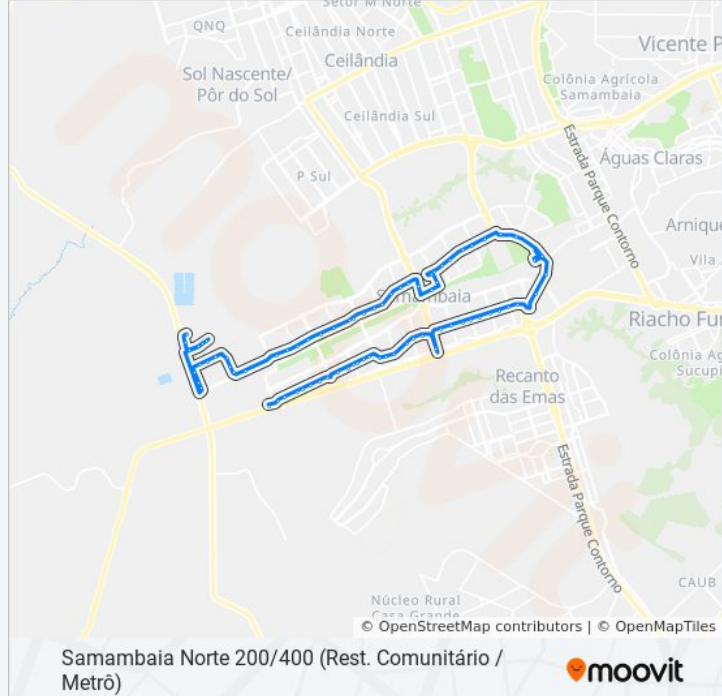 Setor M Norte
QNQ
Ceilândia Norte
Ceilândia
Vicente P
Sol Nascente/
Pôr do Sol
Colônia Agrícola
Samambaia
Ceilândia Sul
Estrada Parque Contorno
Águas Claras
P Sul
Arnique
Vila
Samambaia
Riacho Fun
Colônia Ag
Sucupi
Recanto
das Emas
Estrada Parque Contorno
CAUB
Núcleo Rural
Casa Grande
© OpenStreetMap contributors | © OpenMapTiles
Samambaia Norte 200/400 (Rest. Comunitário /
Metrô)
moovit